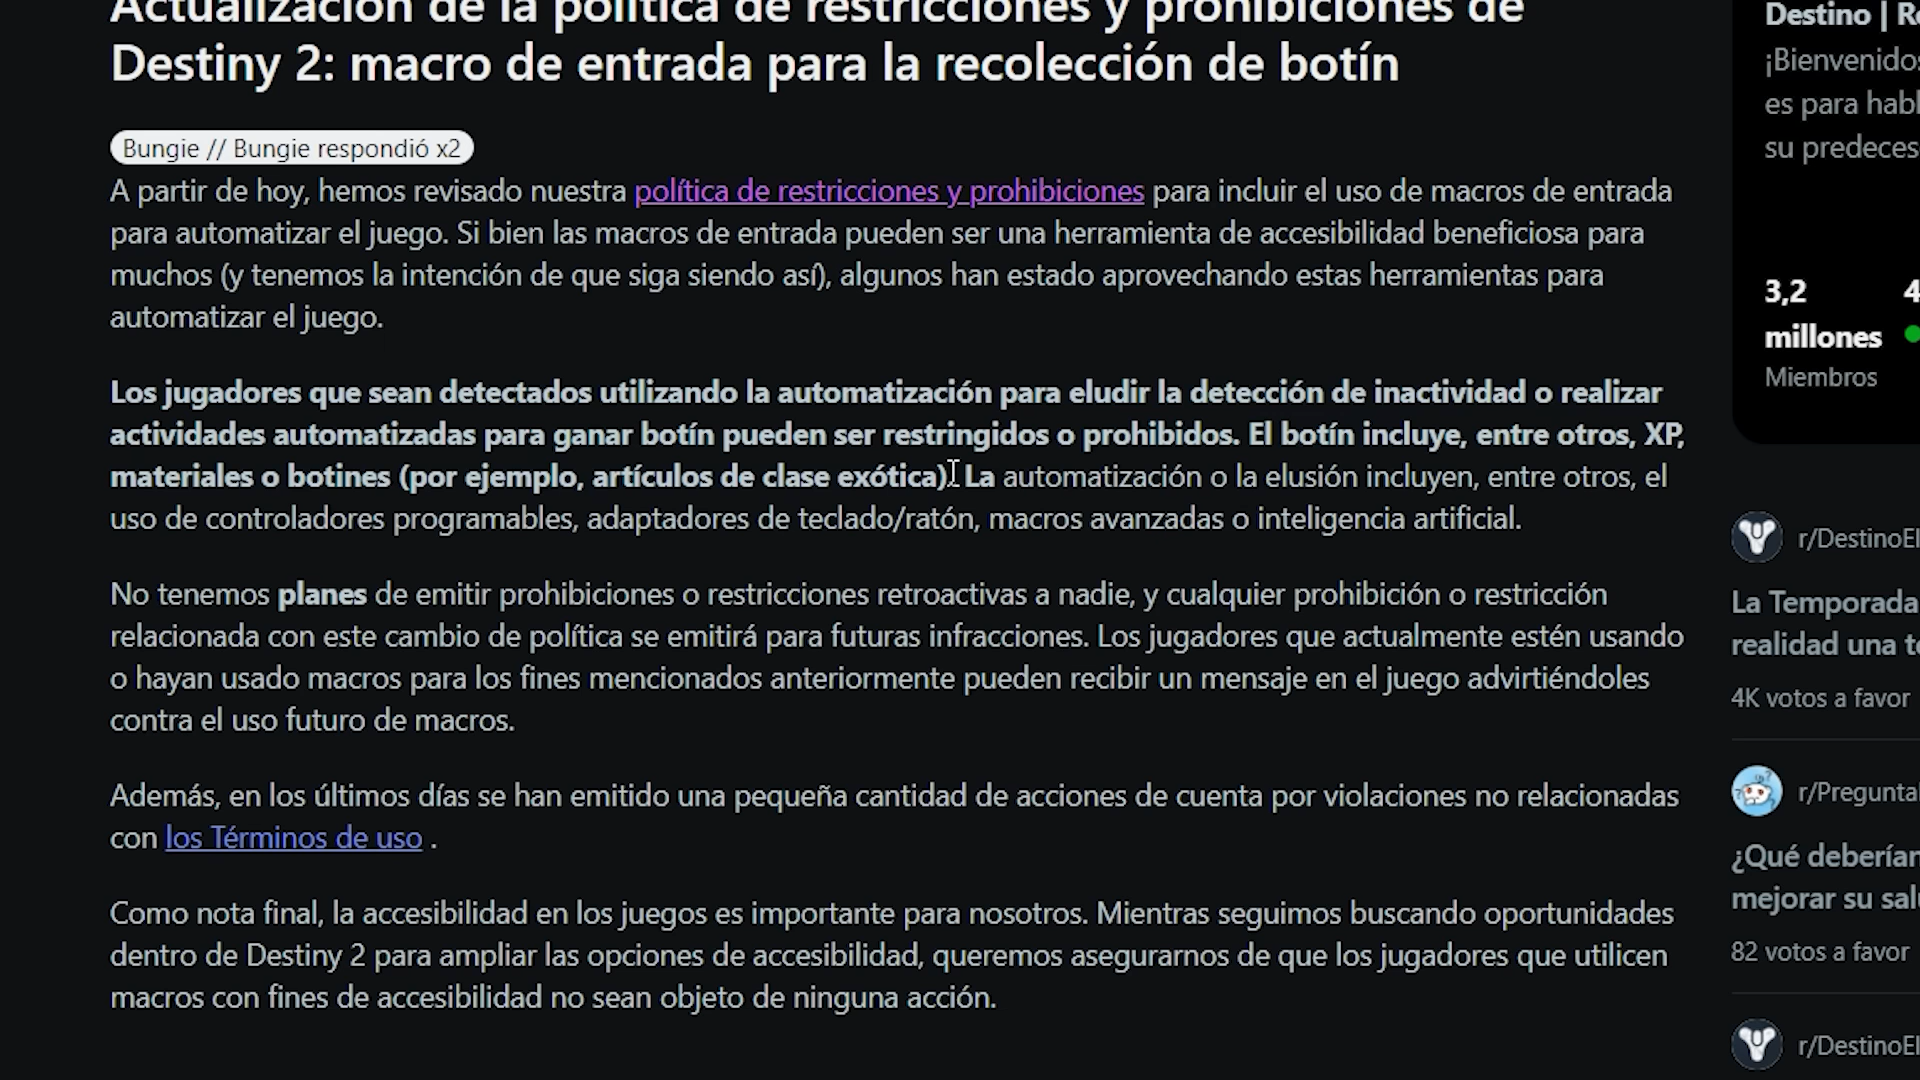 Actualización de la política de restricciones y prohibiciones de
Destiny 2: macro de entrada para la recolección de botín
Bungie // Bungie respondió x2
A partir de hoy, hemos revisado nuestra política de restricciones y prohibiciones para incluir el uso de macros de entrada
para automatizar el juego. Si bien las macros de entrada pueden ser una herramienta de accesibilidad beneficiosa para
muchos (y tenemos la intención de que siga siendo así), algunos han estado aprovechando estas herramientas para
automatizar el juego.
Los jugadores que sean detectados utilizando la automatización para eludir la detección de inactividad o realizar
actividades automatizadas para ganar botín pueden ser restringidos o prohibidos. El botín incluye, entre otros, XP,
materiales o botines (por ejemplo, artículos de clase exótica). La automatización o la elusión incluyen, entre otros, el
uso de controladores programables, adaptadores de teclado/ratón, macros avanzadas o inteligencia artificial.
No tenemos planes de emitir prohibiciones o restricciones retroactivas a nadie, y cualquier prohibición o restricción
relacionada con este cambio de política se emitirá para futuras infracciones. Los jugadores que actualmente estén usando
o hayan usado macros para los fines mencionados anteriormente pueden recibir un mensaje en el juego advirtiéndoles
contra el uso futuro de macros.
Además, en los últimos días se han emitido una pequeña cantidad de acciones de cuenta por violaciones no relacionadas
con los Términos de uso .
Como nota final, la accesibilidad en los juegos es importante para nosotros. Mientras seguimos buscando oportunidades
dentro de Destiny 2 para ampliar las opciones de accesibilidad, queremos asegurarnos de que los jugadores que utilicen
macros con fines de accesibilidad no sean objeto de ninguna acción.
Destino |
¡Bienvenidos
es para
su
3,2
millones
Miembros
4
La Temporada
realidad una
4K votos a favor
¿Qué deberían
mejorar su
82 votos a favor